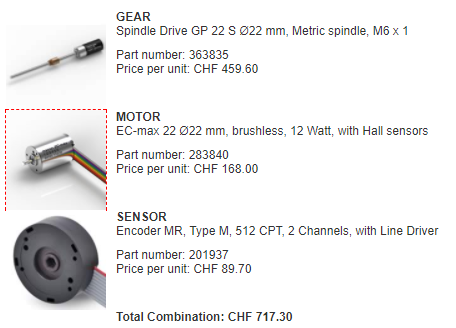 GEAR
Spindle Drive GP 22 S Ø22 mm, Metric spindle, M6 x 1
Part number: 363835
Price per unit: CHF 459.60
MOTOR
EC-max 22 Ø22 mm, brushless, 12 Watt, with Hall sensors
Part number: 283840
Price per unit: CHF 168.00
SENSOR
Encoder MR, Type M, 512 CPT, 2 Channels, with Line Driver
Part number: 201937
Price per unit: CHF 89.70
Total Combination: CHF 717.30